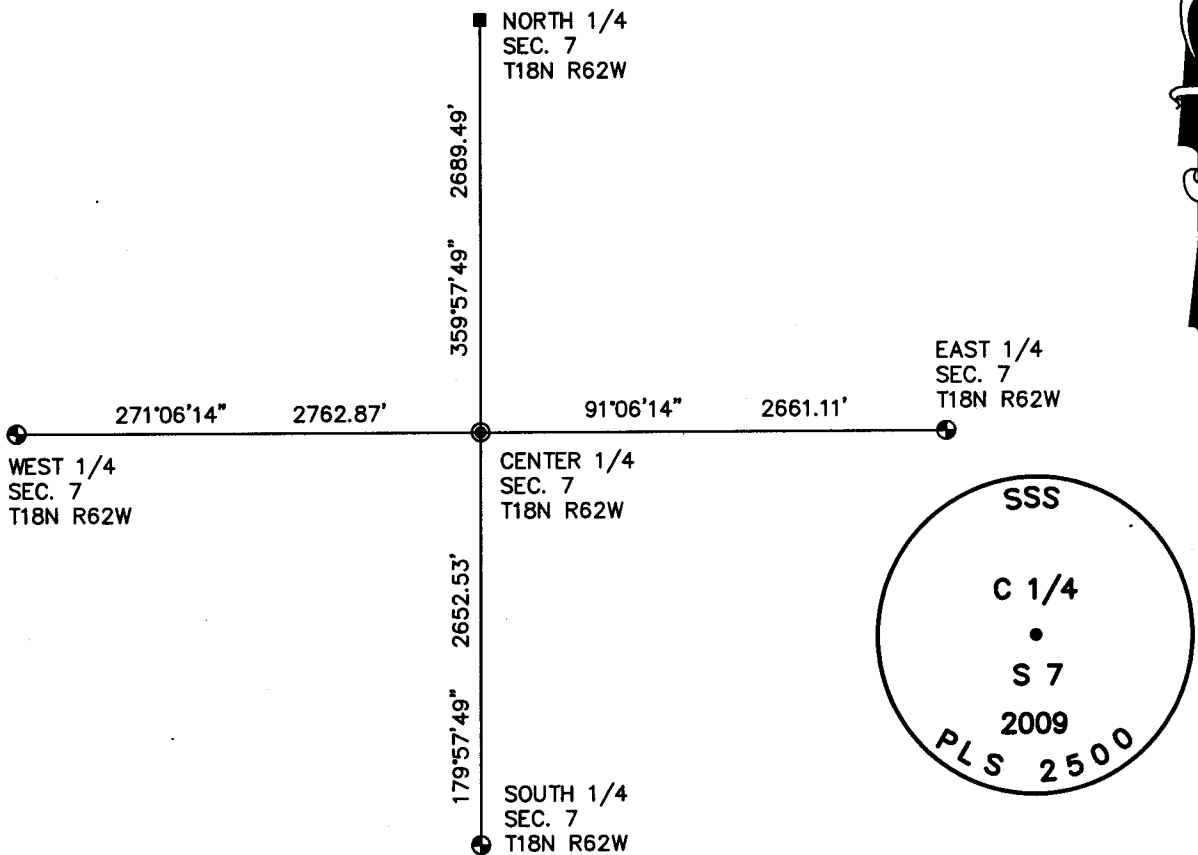 NORTH 1/4
SEC. 7
T18N R62W
2689.49'
359°57'49"
EAST 1/4
SEC. 7
T18N R62W
271°06'14" 2762.87'
91°06'14" 2661.11'
WEST 1/4
SEC. 7
T18N R62W
CENTER 1/4
SEC. 7
T18N R62W
SSS
C 1/4
S 7
2009
PLS 2500
2652.53'
179°57'49"
SOUTH 1/4
SEC. 7
T18N R62W